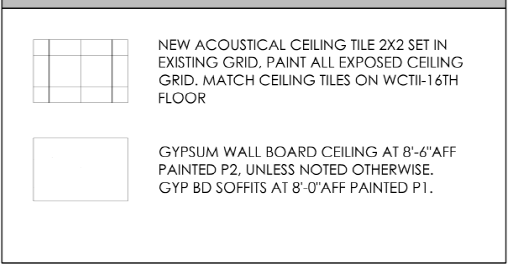 NEW ACOUSTICAL CEILING TILE 2X2 SET IN
EXISTING GRID, PAINT ALL EXPOSED CEILING
GRID. MATCH CEILING TILES ON WCTII-16TH
FLOOR
GYPSUM WALL BOARD CEILING AT 8'-6"AFF
PAINTED P2, UNLESS NOTED OTHERWISE.
GYP BD SOFFITS AT 8'-0"AFF PAINTED P1.